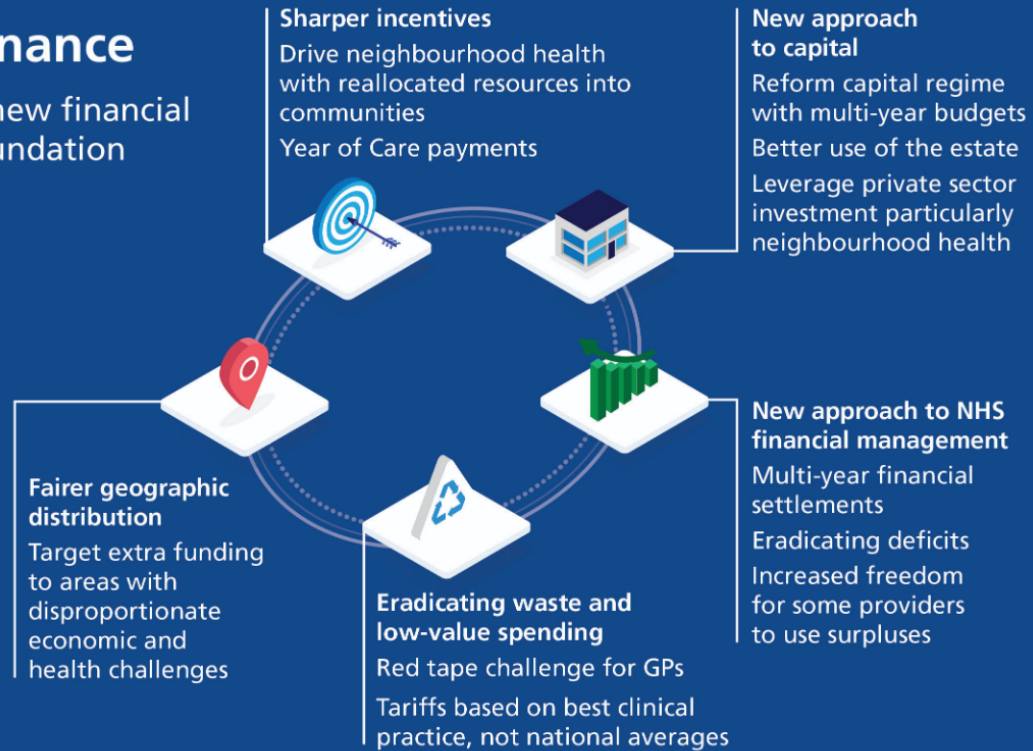 nance
new financial
undation
Sharper incentives
Drive neighbourhood health
with reallocated resources into
communities
Year of Care payments
New approach
to capital
Reform capital regime
with multi-year budgets
Better use of the estate
Leverage private sector
investment particularly
neighbourhood health
New approach to NHS
financial management
Multi-year financial
settlements
Eradicating deficits
Increased freedom
for some providers
to use surpluses
Eradicating waste and
low-value spending
Red tape challenge for GPs
Tariffs based on best clinical
practice, not national averages
Fairer geographic
distribution
Target extra funding
to areas with
disproportionate
economic and
health challenges